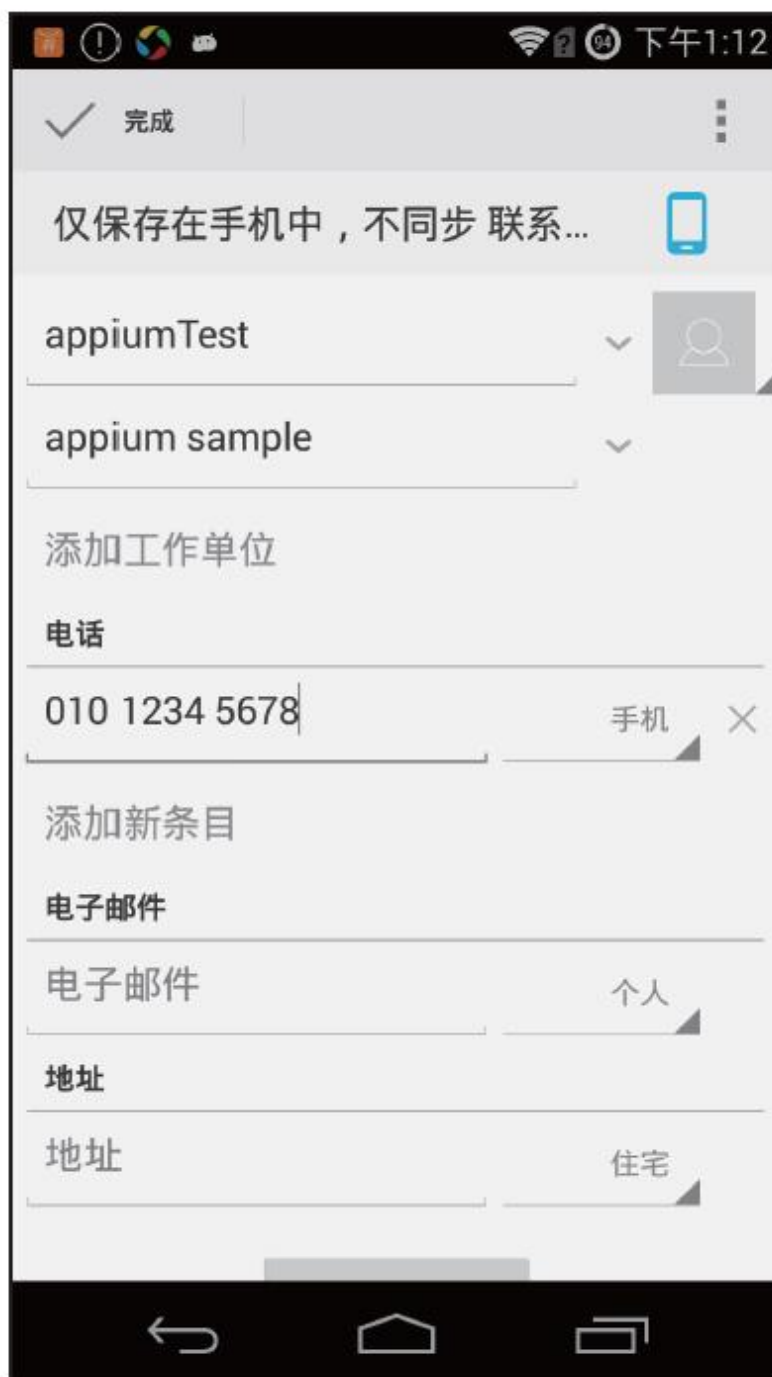 94 下午1:12
完成
仅保存在手机中，不同步 联系...
appiumTest
appium sample
添加工作单位
电话
010 1234 5678 手机
添加新条目
电子邮件
电子邮件 个人
地址
地址 住宅